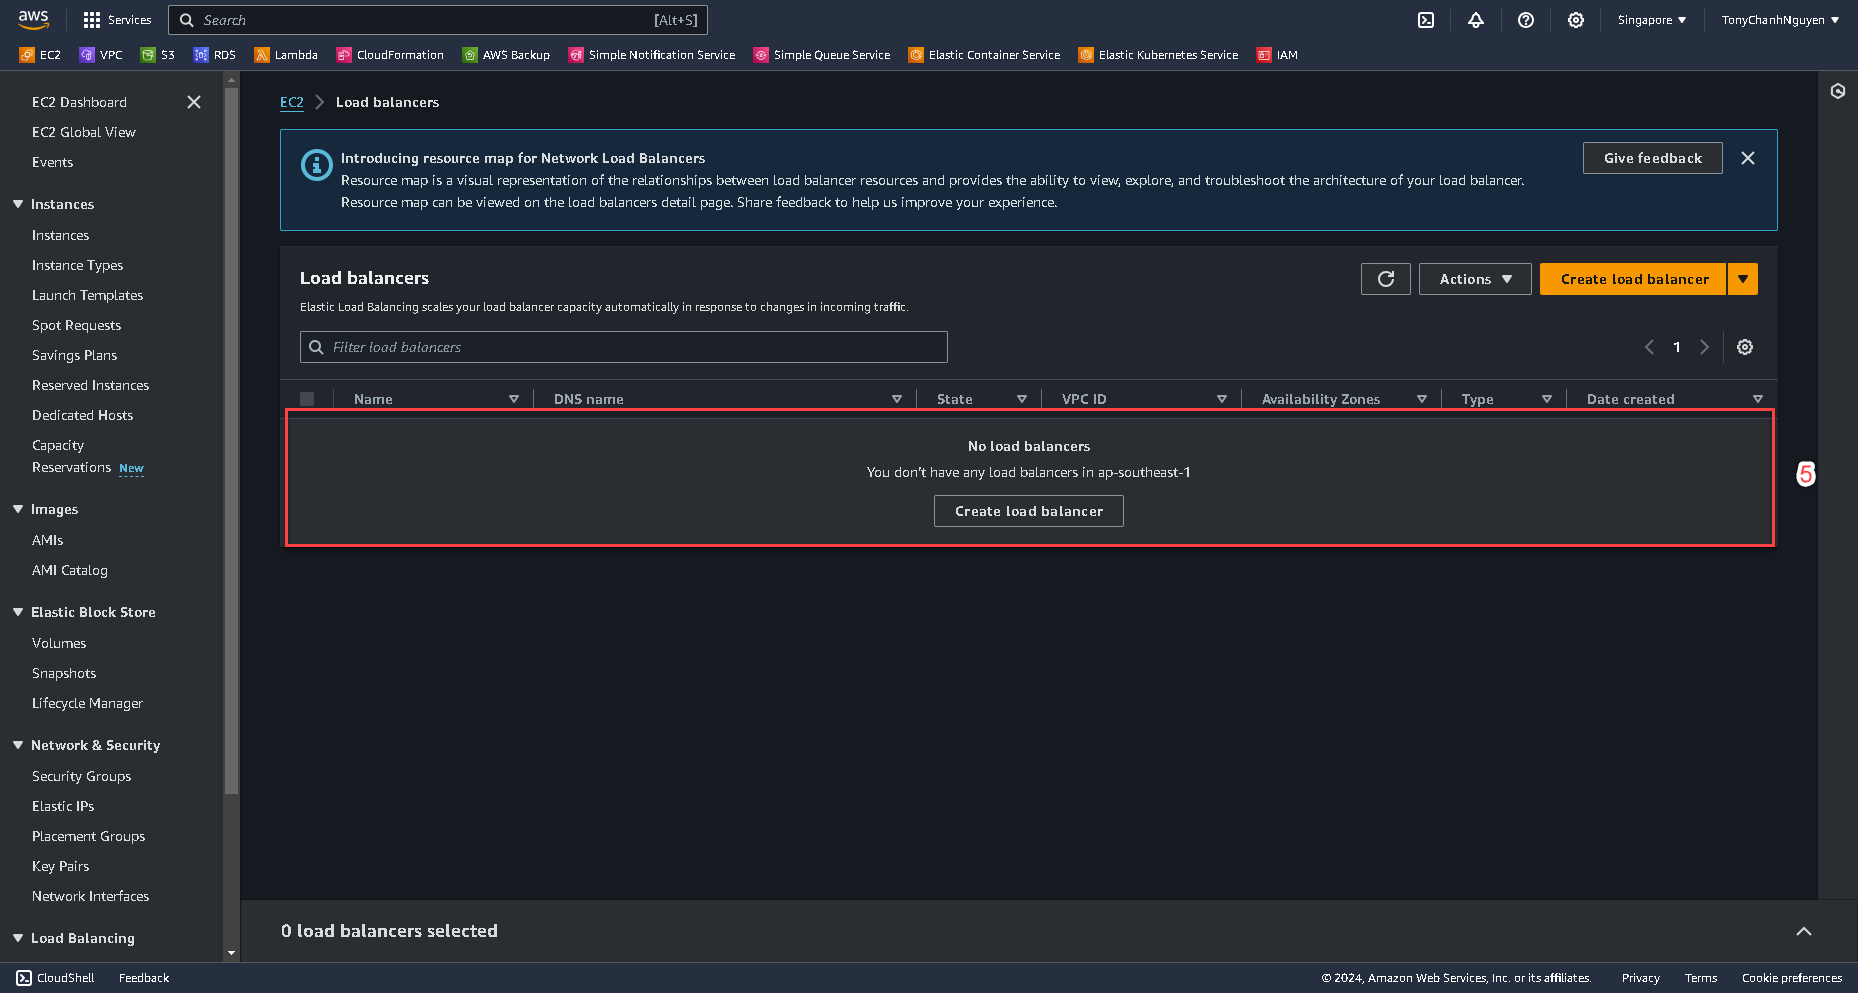 aws
Services
Search
[Alt+S]
Singapore
TonyChanhNguyen
EC2
VPC
S3
RDS
Lambda
CloudFormation
AWS Backup
Simple Notification Service
Simple Queue Service
Elastic Container Service
Elastic Kubernetes Service
IAM
EC2 Dashboard
EC2 Global View
Events
Instances
Instances
Instance Types
Launch Templates
Spot Requests
Savings Plans
Reserved Instances
Dedicated Hosts
Capacity
Reservations New
Images
AMIs
AMI Catalog
Elastic Block Store
Volumes
Snapshots
Lifecycle Manager
Network & Security
Security Groups
Elastic IPs
Placement Groups
Key Pairs
Network Interfaces
Load Balancing
EC2 > Load balancers
Introducing resource map for Network Load Balancers
Resource map is a visual representation of the relationships between load balancer resources and provides the ability to view, explore, and troubleshoot the architecture of your load balancer.
Resource map can be viewed on the load balancers detail page. Share feedback to help us improve your experience.
Give feedback
Load balancers
Elastic Load Balancing scales your load balancer capacity automatically in response to changes in incoming traffic.
Actions
Create load balancer
Filter load balancers
1
Name
DNS name
State
VPC ID
Availability Zones
Type
Date created
No load balancers
You don't have any load balancers in ap-southeast-1
Create load balancer
5
0 load balancers selected
CloudShell
Feedback
© 2024, Amazon Web Services, Inc. or its affiliates.
Privacy
Terms
Cookie preferences